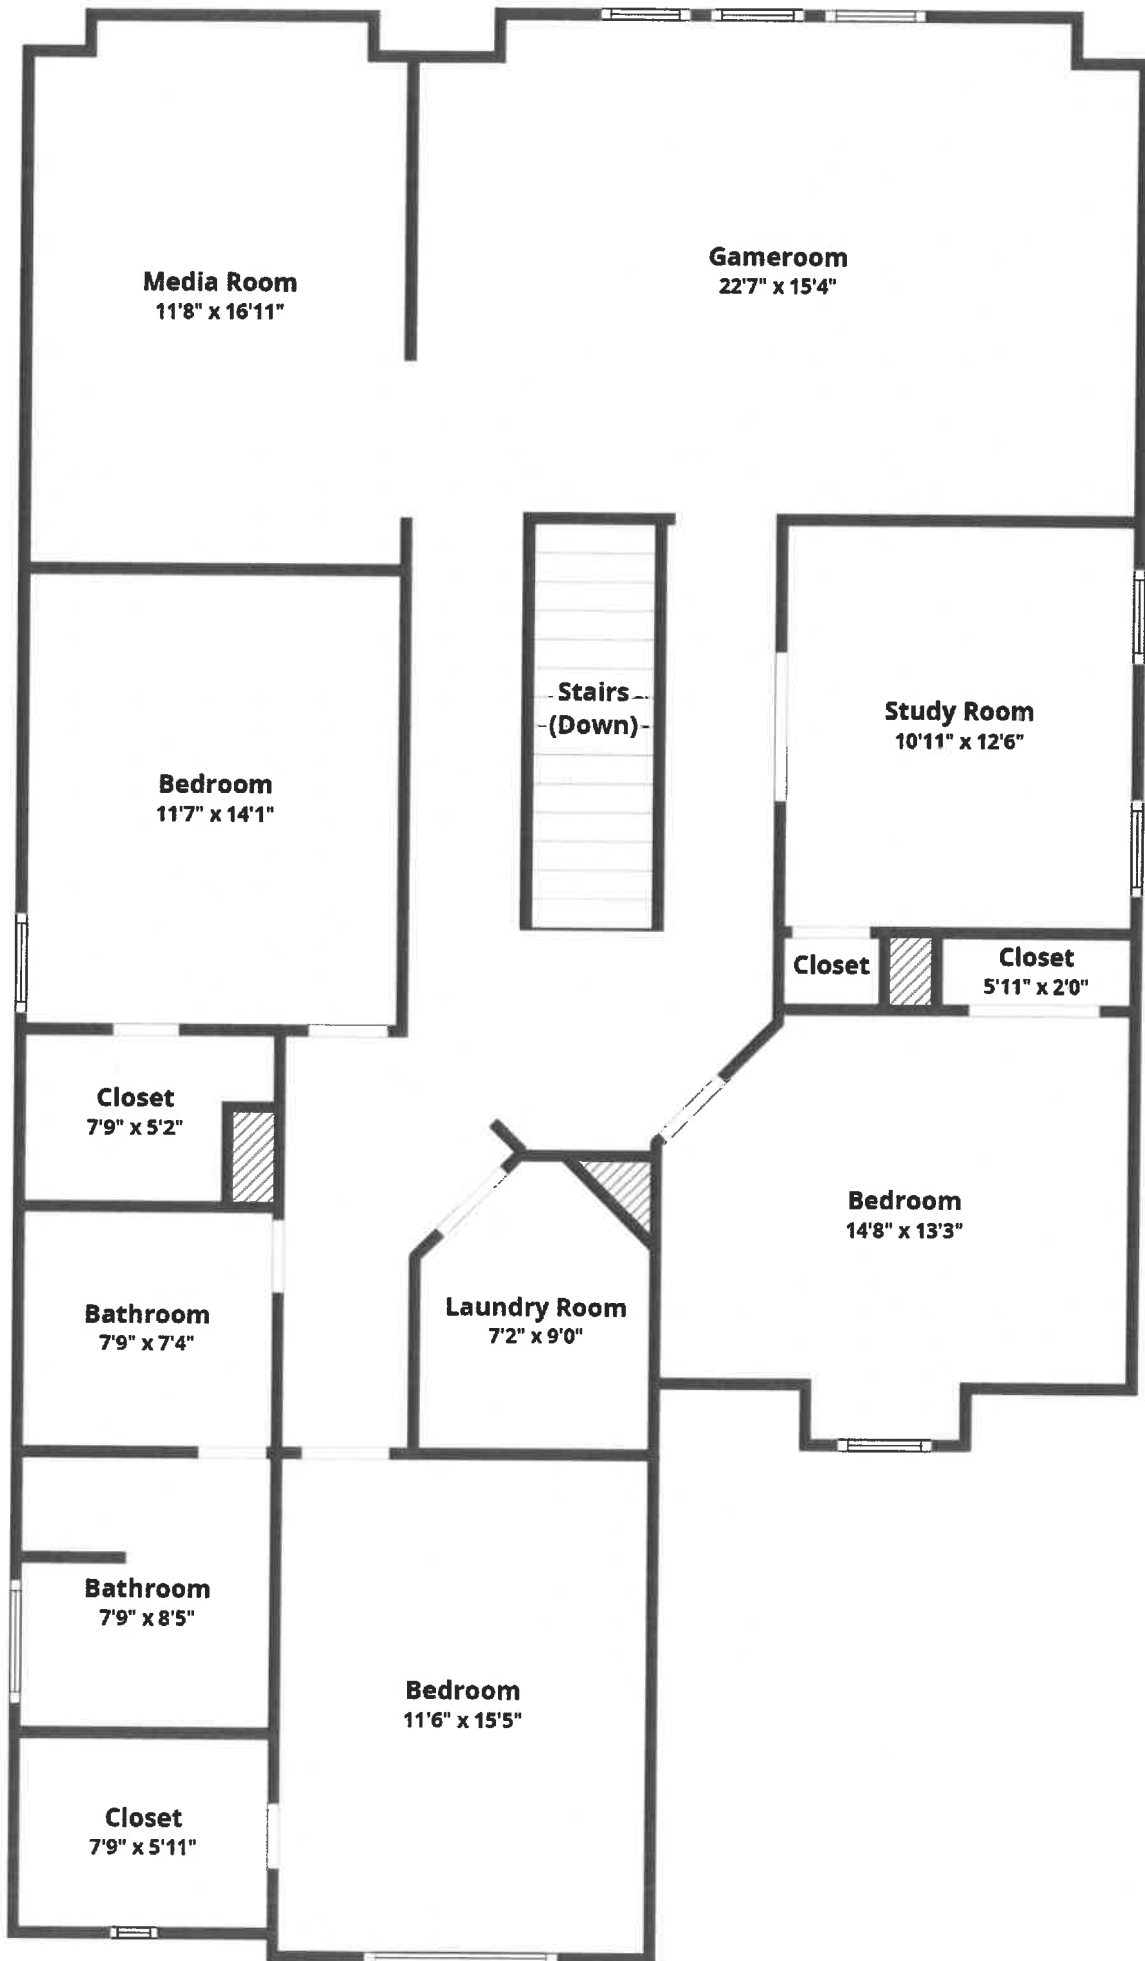 Gameroom
22'7" x 15'4"
Media Room
11'8" x 16'11"
Stairs
(Down)
Study Room
10'11" x 12'6"
Bedroom
11'7" x 14'1"
Closet
Closet
5'11" x 2'0"
Closet
7'9" x 5'2"
Bedroom
14'8" x 13'3"
Bathroom
7'9" x 7'4"
Laundry Room
7'2" x 9'0"
Bathroom
7'9" x 8'5"
Bedroom
11'6" x 15'5"
Closet
7'9" x 5'11"